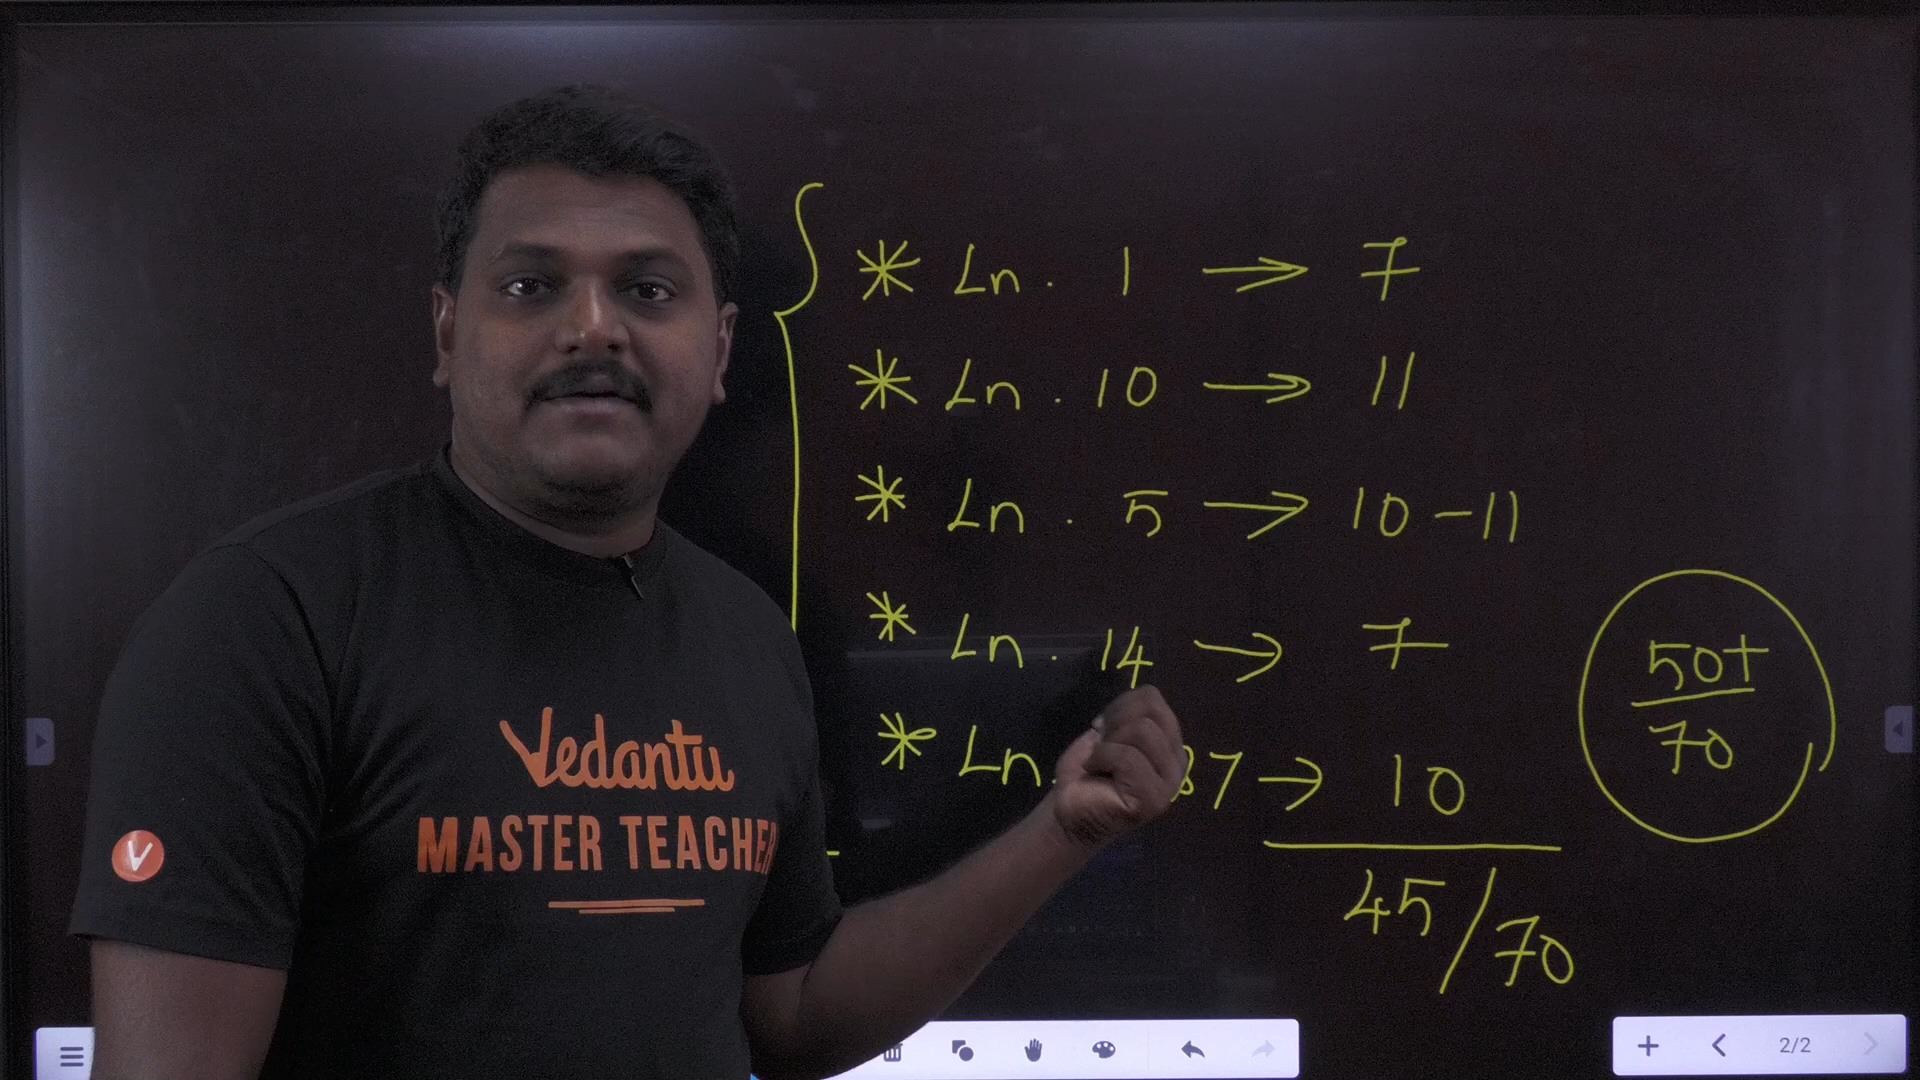 * Ln. 1 → 7
* Ln. 10 → 11
* Ln. 5 → 10-11
* Ln. 14 → 7
* Ln. 7 → 10
45/70
50+
70
Vedantu
MASTER TEACHER
V
2/2